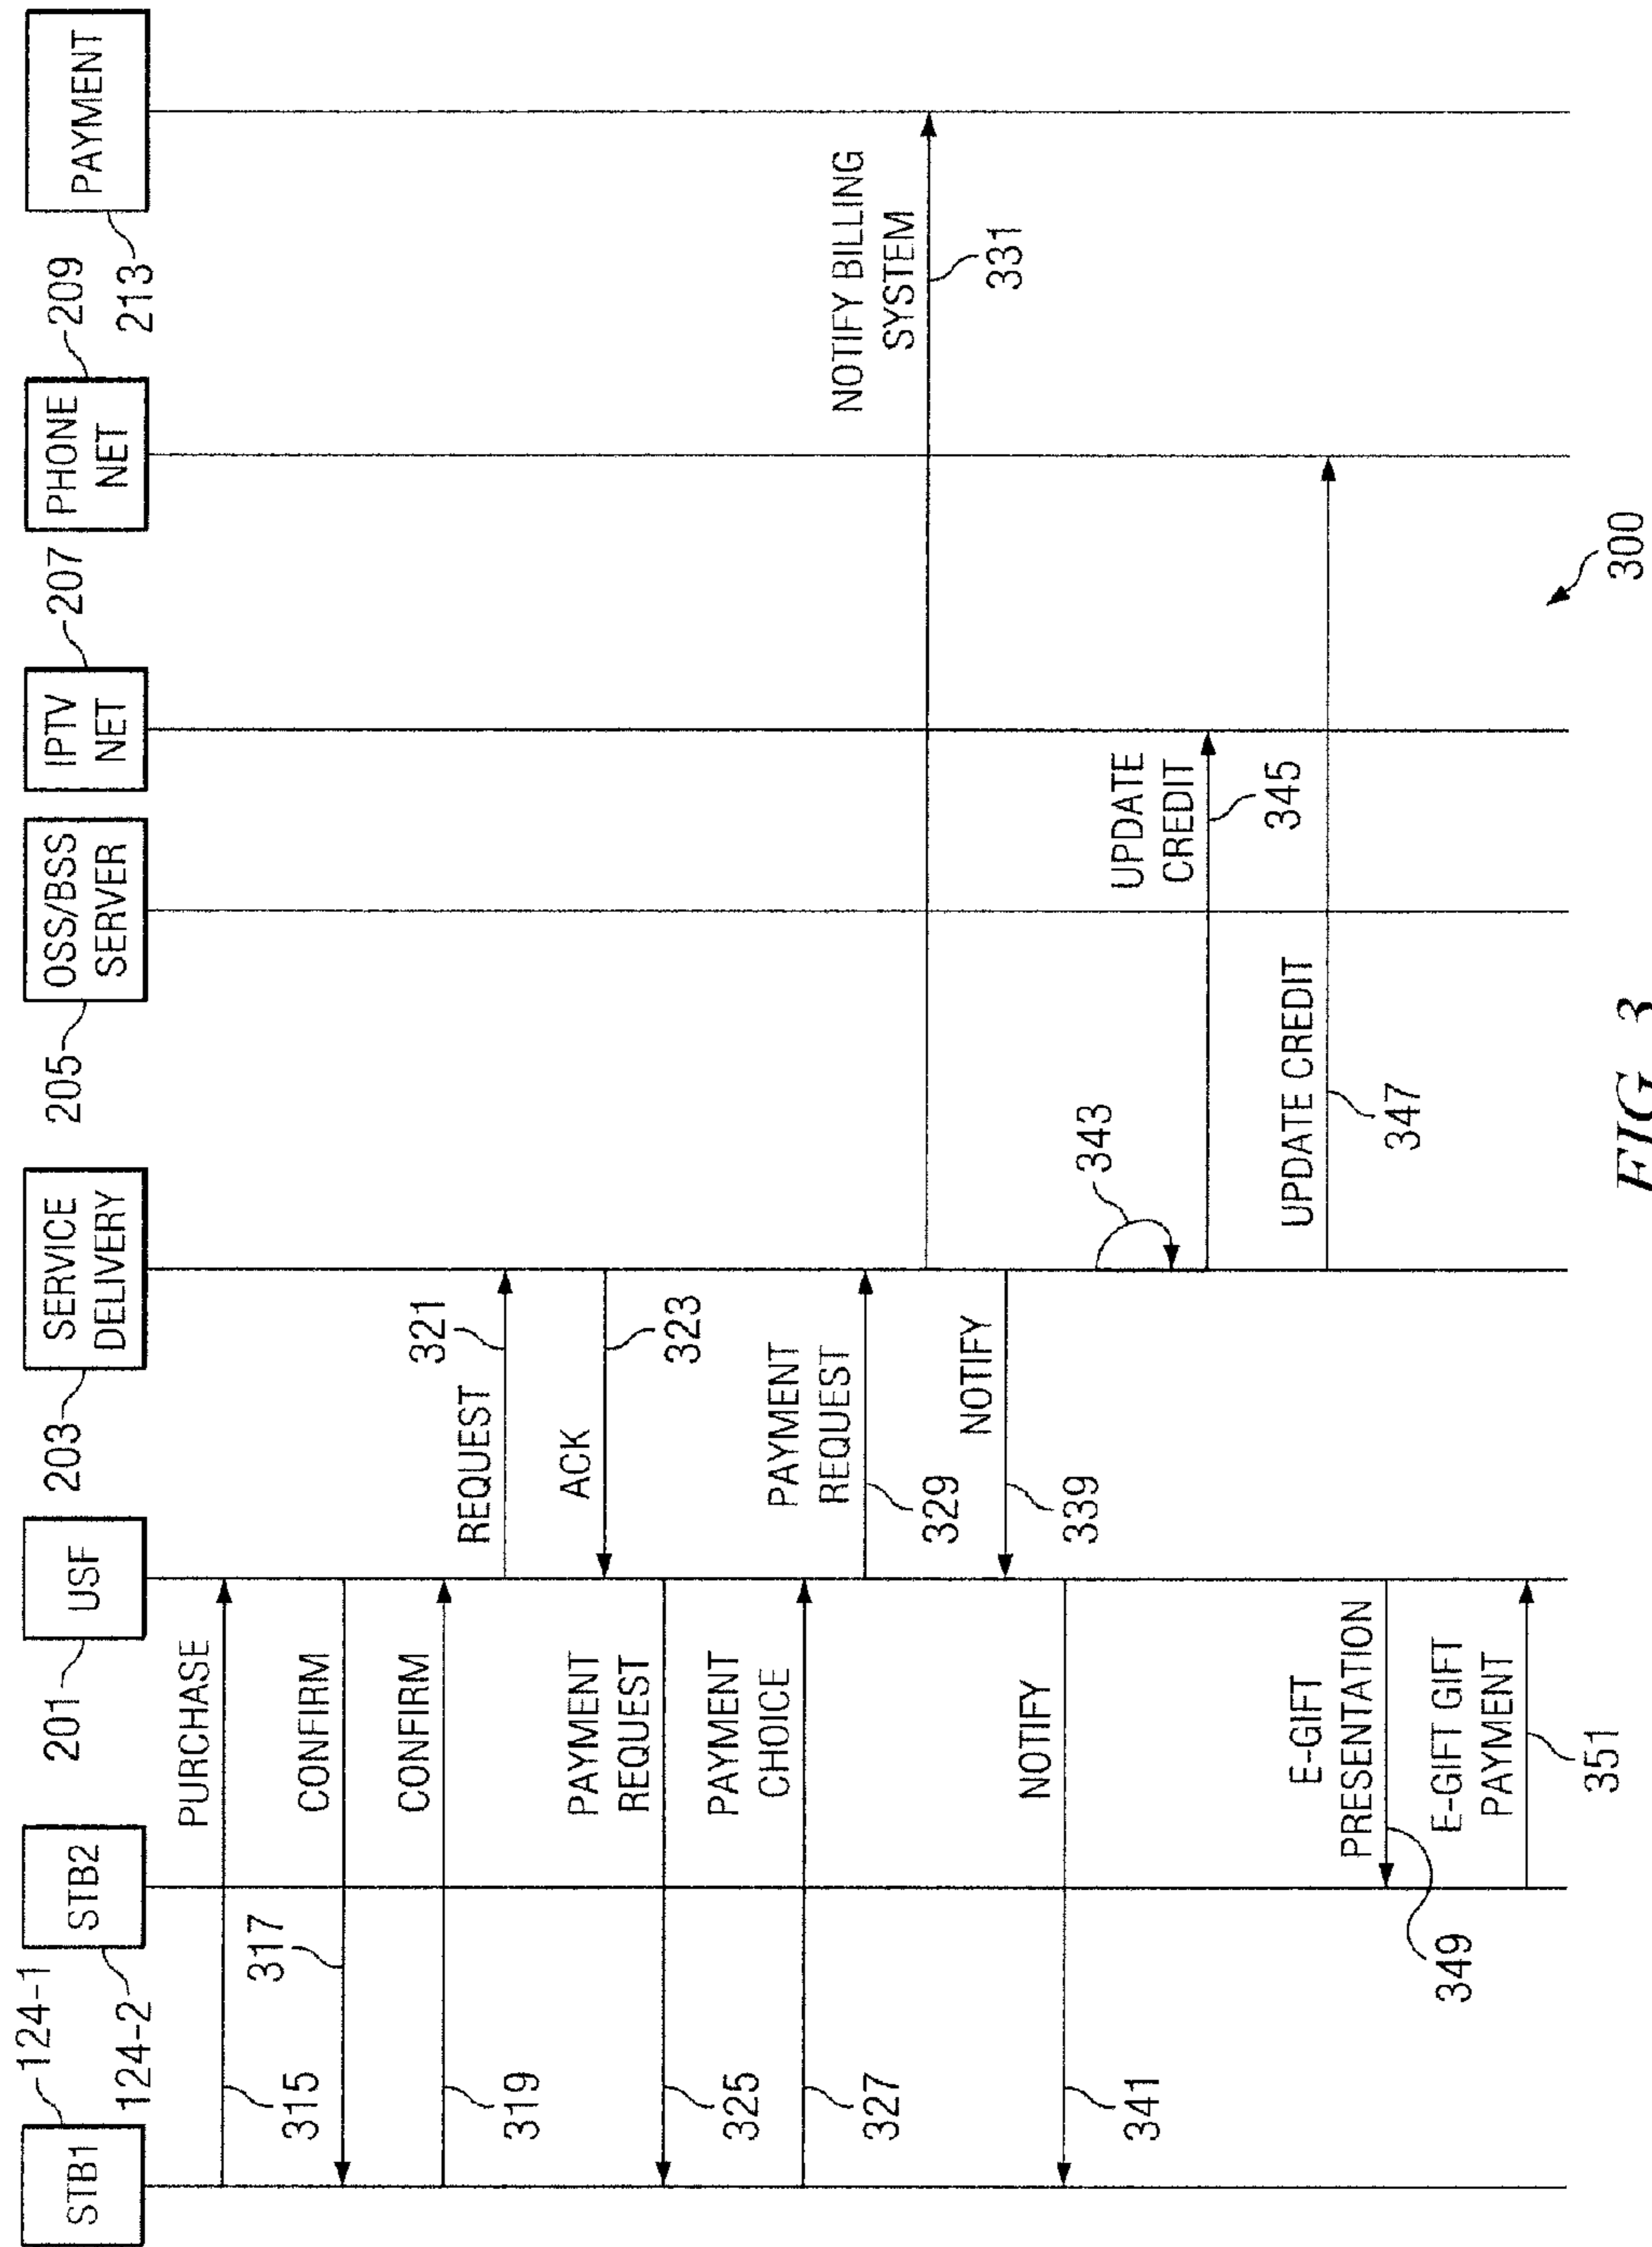 STB1
124-1
STB2
124-2
USF
201
SERVICE
DELIVERY
203
OSS/BSS
SERVER
205
IPTV
NET
207
PHONE
NET
209
PAYMENT
213
PURCHASE
315
CONFIRM
317
CONFIRM
319
REQUEST
321
ACK
323
PAYMENT
REQUEST
325
PAYMENT
CHOICE
327
PAYMENT
REQUEST
329
NOTIFY BILLING
SYSTEM
331
NOTIFY
339
NOTIFY
341
343
UPDATE
CREDIT
345
UPDATE CREDIT
347
E-GIFT
PRESENTATION
349
E-GIFT GIFT
PAYMENT
351
300
FIG. 3